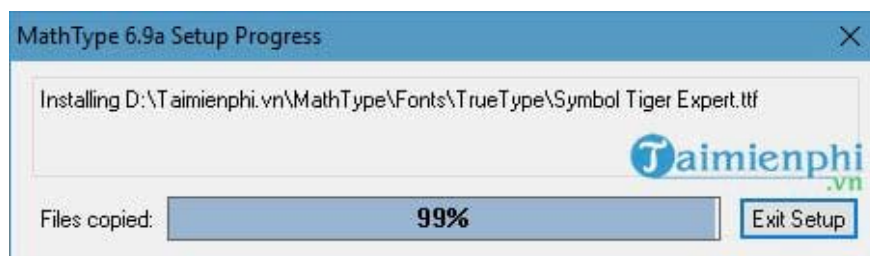 MathType 6.9a Setup Progress
Installing D:\Taimienphi.vn\MathType\Fonts\TrueType\Symbol Tiger Expert.ttf
Taimienphi
.vn
Files copied:
99%
Exit Setup